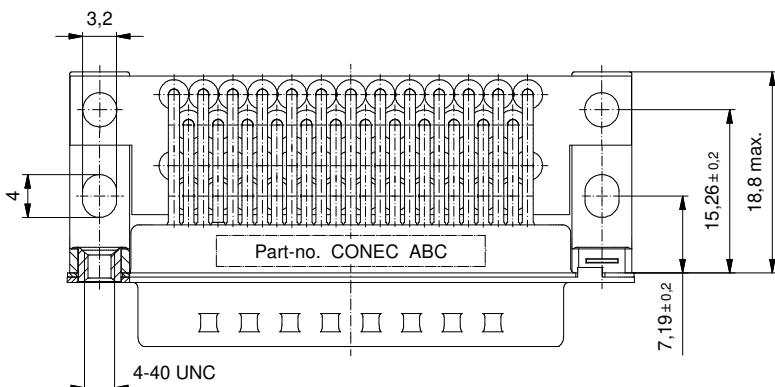 3,2
4
Part-no. CONEC ABC
4-40 UNC
7,19±0,2
15,26±0,2
18,8 max.